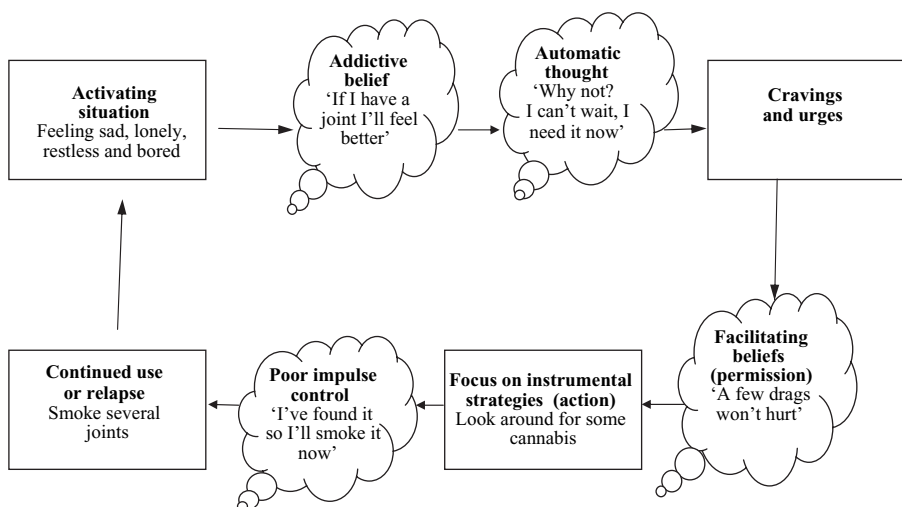 Activating
situation
Feeling sad, lonely,
restless and bored
Addictive
belief
‘If I have a
joint I’ll feel
better’
Automatic
thought
‘Why not?
I can’t wait, I
need it now’
Cravings
and urges
Facilitating
beliefs
(permission)
‘A few drags
won’t hurt’
Focus on instrumental
strategies (action)
Look around for some
cannabis
Poor impulse
control
‘I’ve found it
so I’ll smoke it
now’
Continued use
or relapse
Smoke several
joints